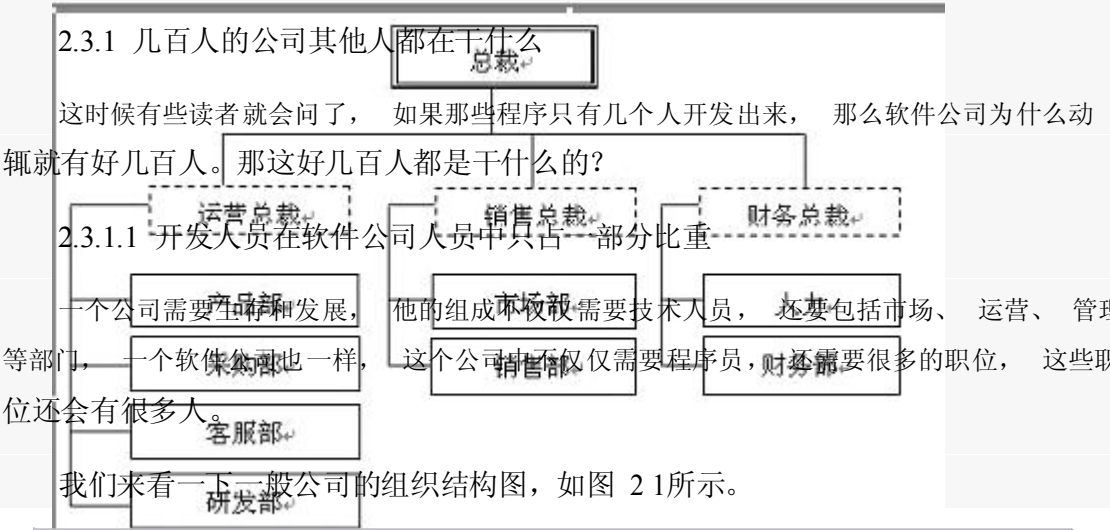 2.3.1 几百人的公司其他人都在干什么
总裁
这时候有些读者就会问了， 如果那些程序只有几个人开发出来， 那么软件公司为什么动
辄就有好几百人。那这好几百人都是干什么的？
运营总裁 销售总裁 财务总裁
2.3.1.1 开发人员在软件公司人员中只占一部分比重
产品部 市场部
一个公司需要生存和发展， 他的组成不仅仅需要技术人员， 还要包括市场、 运营、 管理
等部门， 一个软件公司也一样， 这个公司中不仅仅需要程序员， 还需要很多的职位， 这些职
采购部 销售部 财务部
位还会有很多人。
客服部
我们来看一下一般公司的组织结构图，如图 2 1所示。
研发部